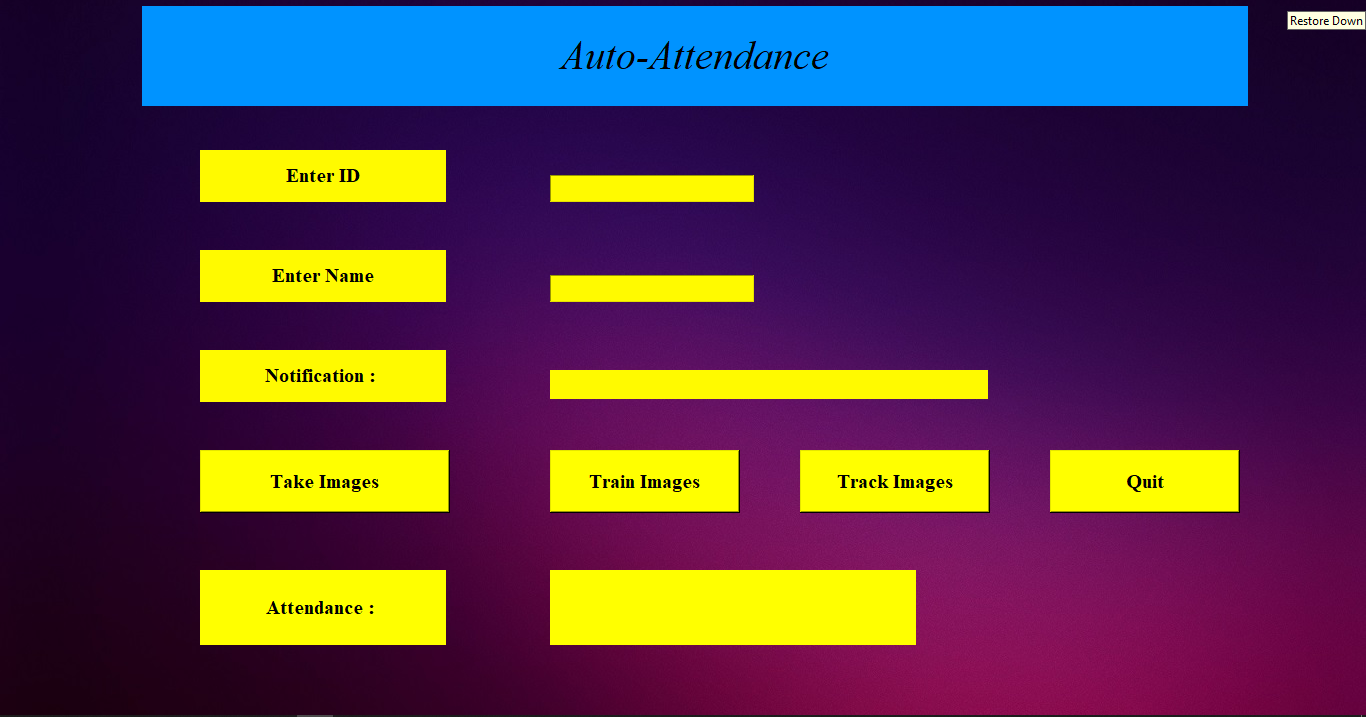 Restore Down
Auto-Attendance
Enter ID
Enter Name
Notification :
Take Images
Train Images
Track Images
Quit
Attendance :